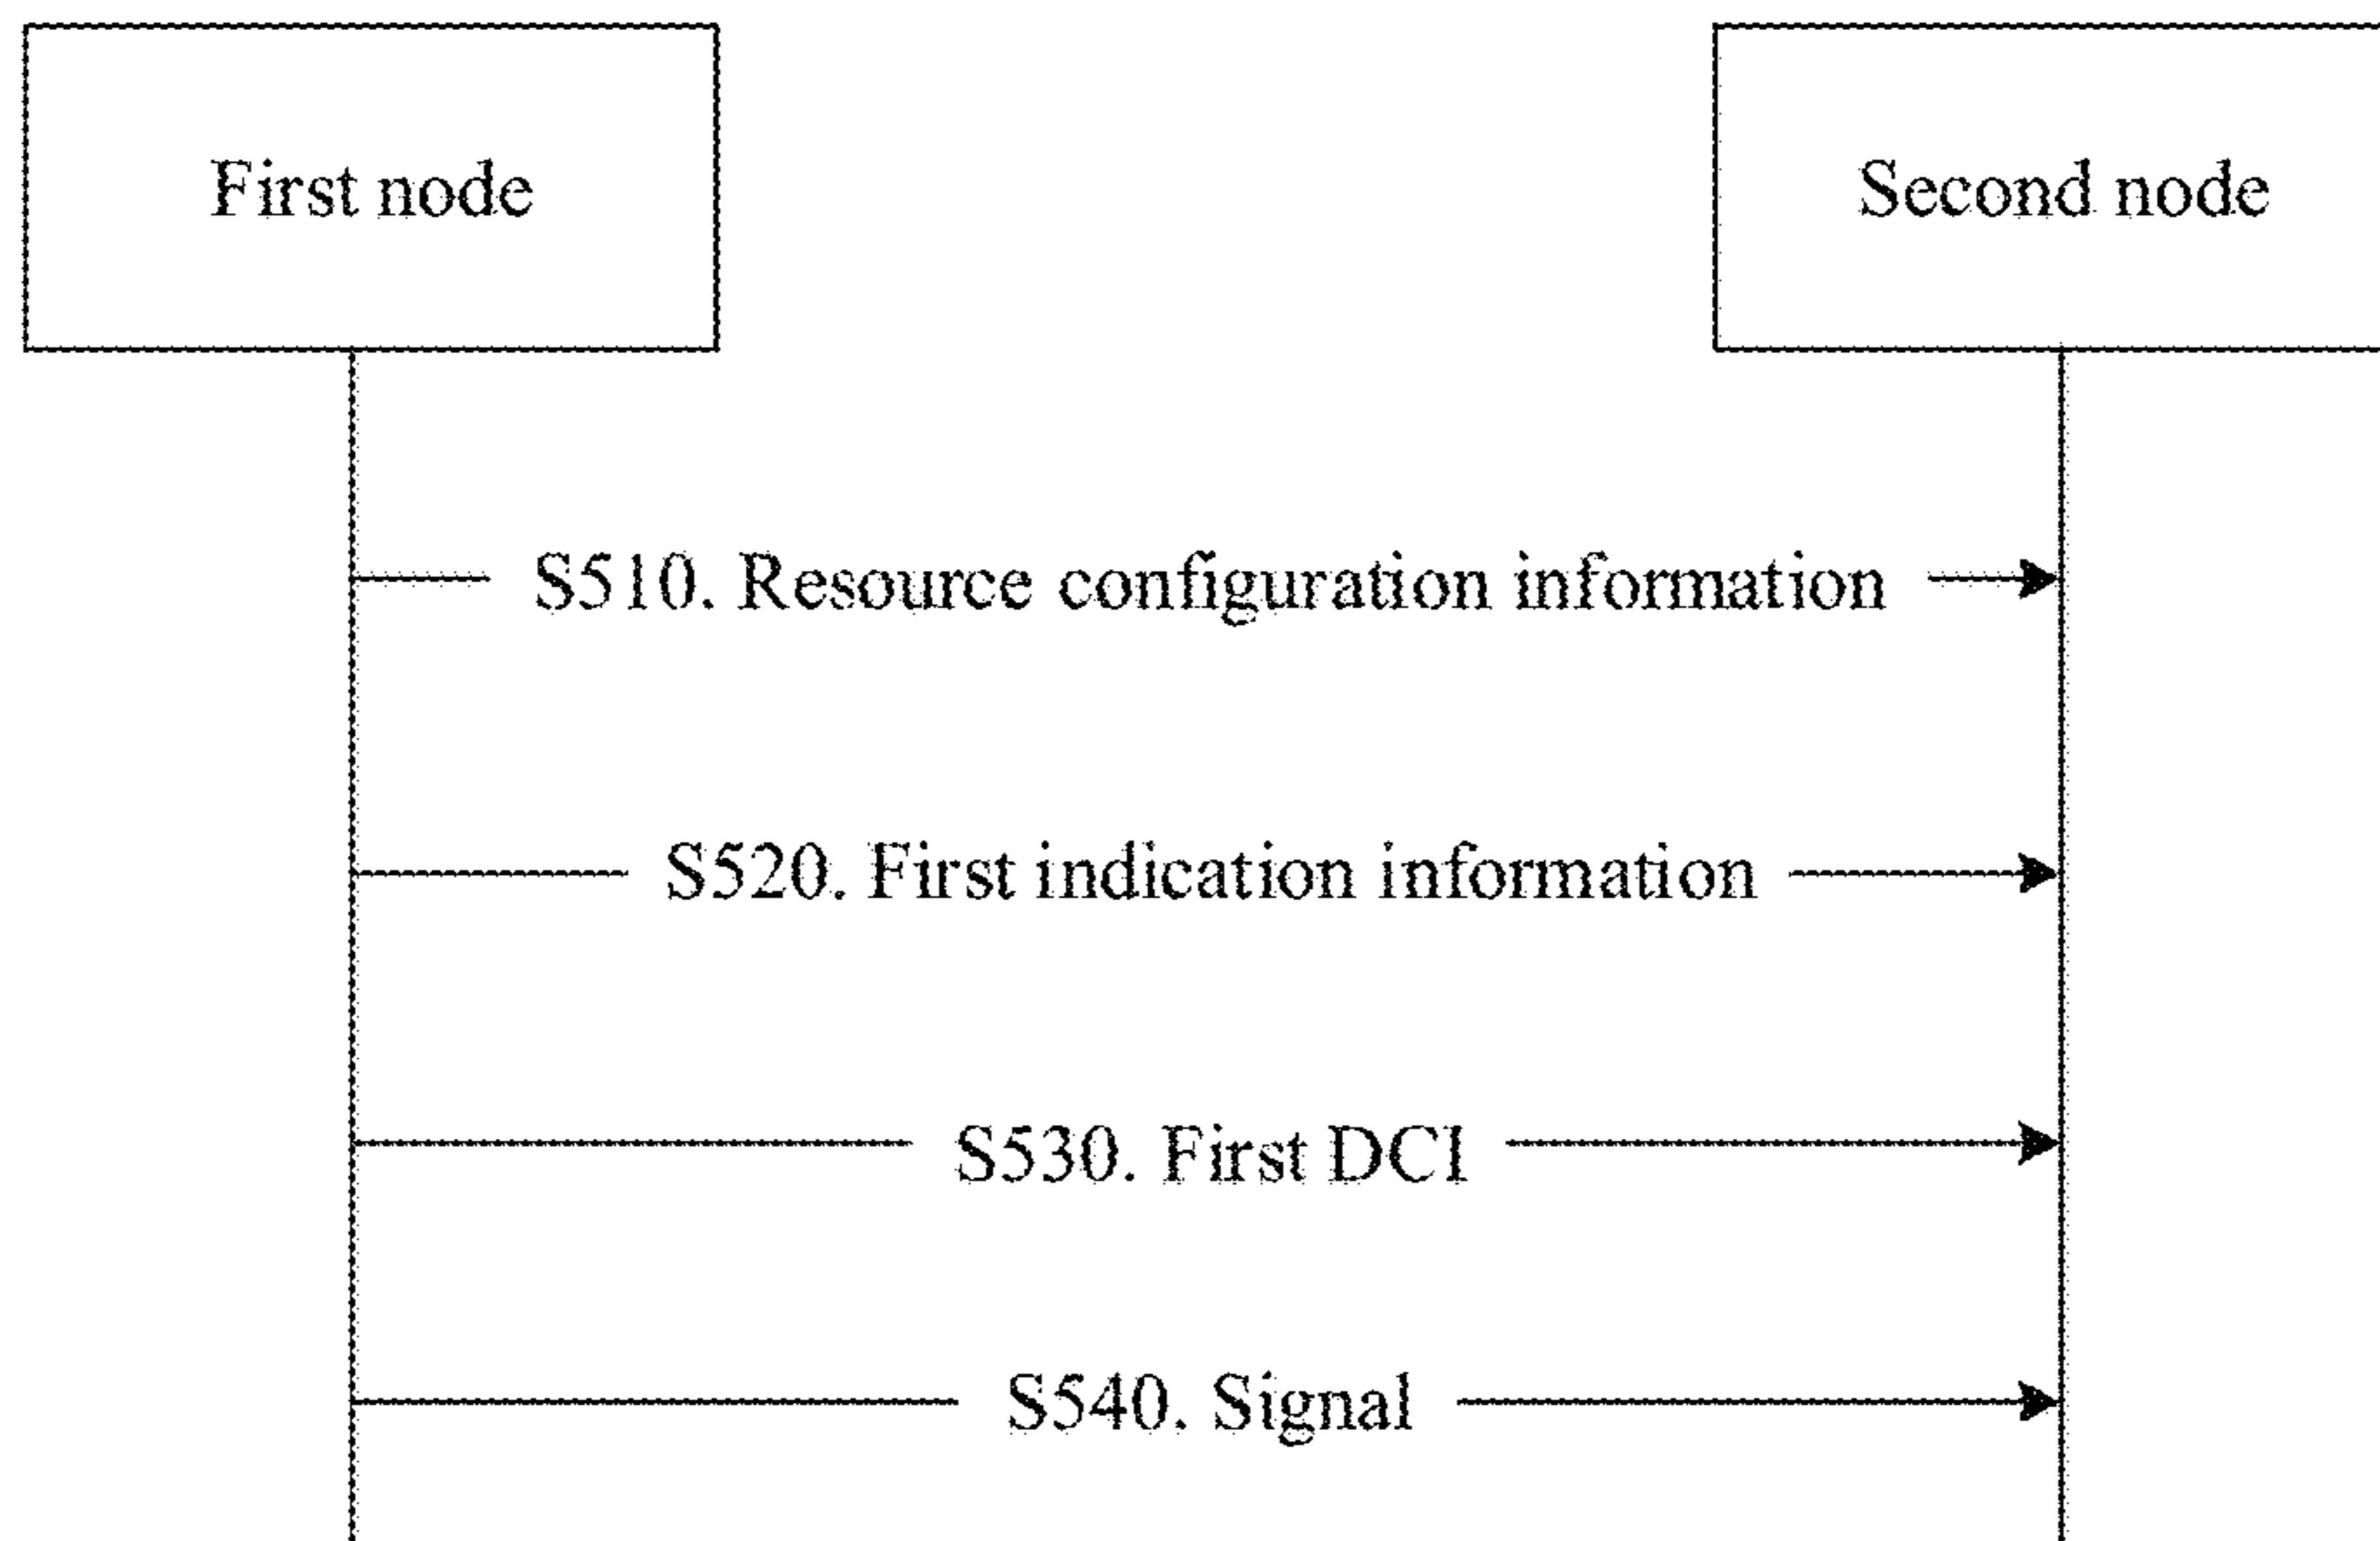 First node
Second node
S510. Resource configuration information
S520. First indication information
S530. First DCI
S540. Signal